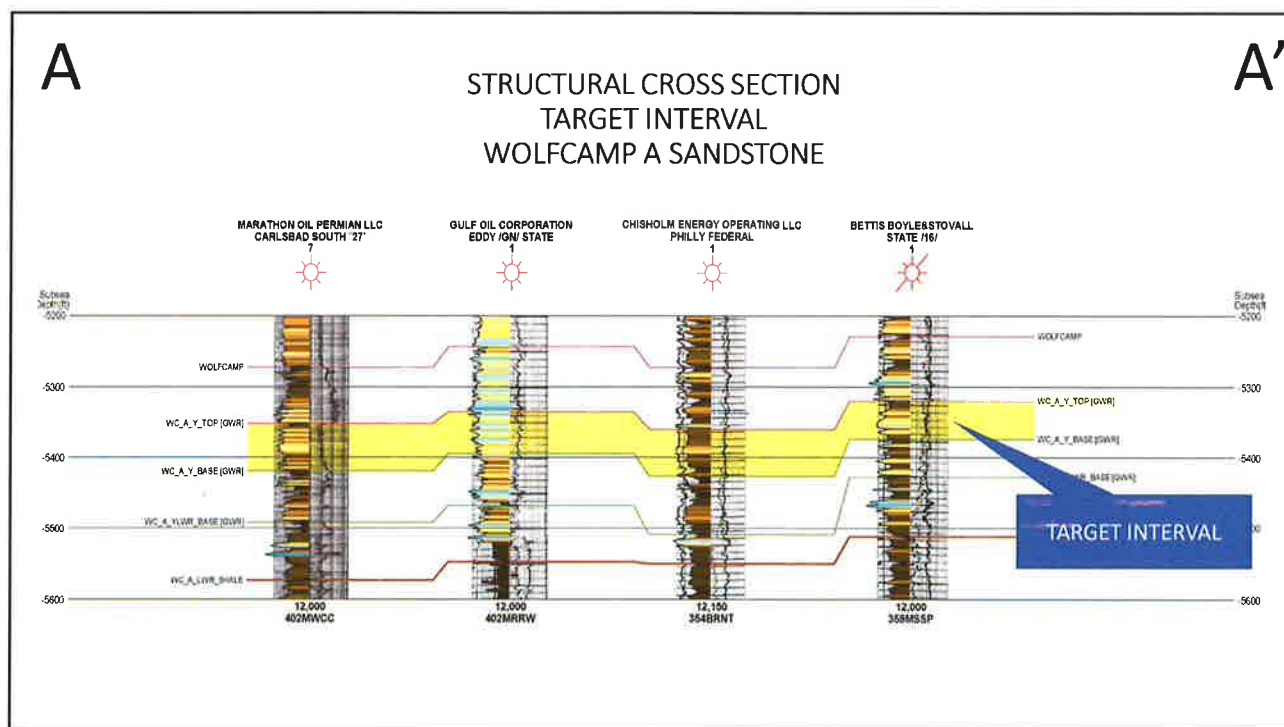 A
A'
STRUCTURAL CROSS SECTION
TARGET INTERVAL
WOLFCAMP A SANDSTONE
MARATHON OIL PERMIAN LLC
CARLSBAD SOUTH '27'
7
GULF OIL CORPORATION
EDDY /GN/ STATE
1
CHISHOLM ENERGY OPERATING LLC
PHILLY FEDERAL
1
BETTIS BOYLE&STOVALL
STATE /16/
1
Subsea
Depth(ft)
Subsea
Depth(ft
-5200
-5200
WOLFCAMP
WOLFCAMP
-5300
-5300
WC_A_Y_TOP [GWR]
WC_A_Y_TOP [GWR]
WC_A_Y_BASE [GWR]
-5400
-5400
WC_A_Y_BASE [GWR]
BASE [GWR]
WC_A_YLWR_BASE [GWR]
-5500
TARGET INTERVAL
WC_A_LWR_SHALE
-5600
-5600
12,000
402MWCC
12,000
402MRRW
12,150
354BRNT
12,000
359MSSP